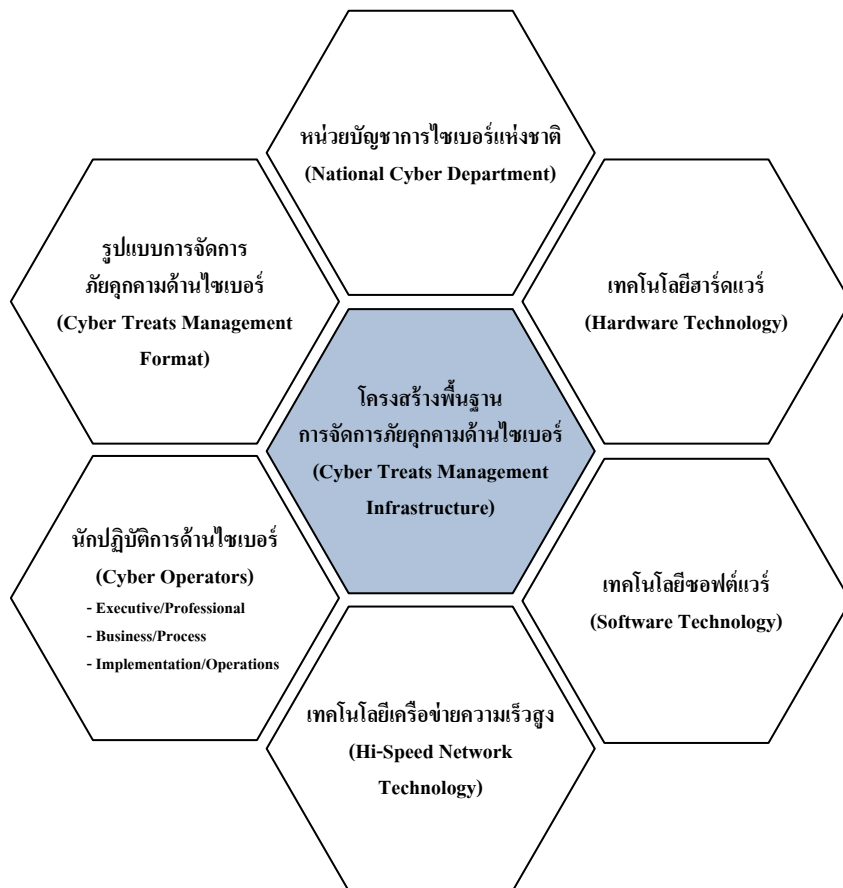 หน่วยบัญชาการไซเบอร์แห่งชาติ
(National Cyber Department)
รูปแบบการจัดการ
ภัยคุกคามด้านไซเบอร์
(Cyber Treats Management
Format)
เทคโนโลยีฮาร์ดแวร์
(Hardware Technology)
โครงสร้างพื้นฐาน
การจัดการภัยคุกคามด้านไซเบอร์
(Cyber Treats Management
Infrastructure)
นักปฏิบัติการด้านไซเบอร์
(Cyber Operators)
- Executive/Professional
- Business/Process
- Implementation/Operations
เทคโนโลยีซอฟต์แวร์
(Software Technology)
เทคโนโลยีเครือข่ายความเร็วสูง
(Hi-Speed Network
Technology)